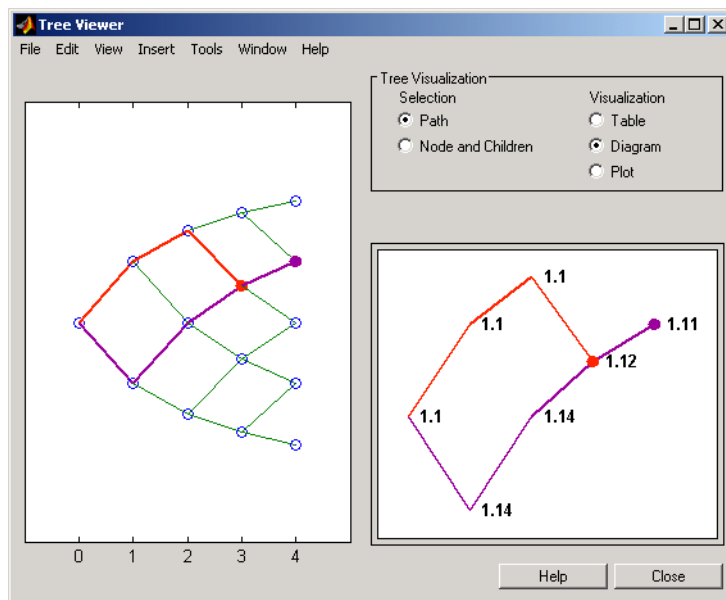 Tree Viewer
File Edit View Insert Tools Window Help
Tree Visualization
Selection Visualization
Path Table
Node and Children Diagram
Plot
1.1
1.1 1.11
1.12
1.1 1.14
1.14
0 1 2 3 4
Help Close